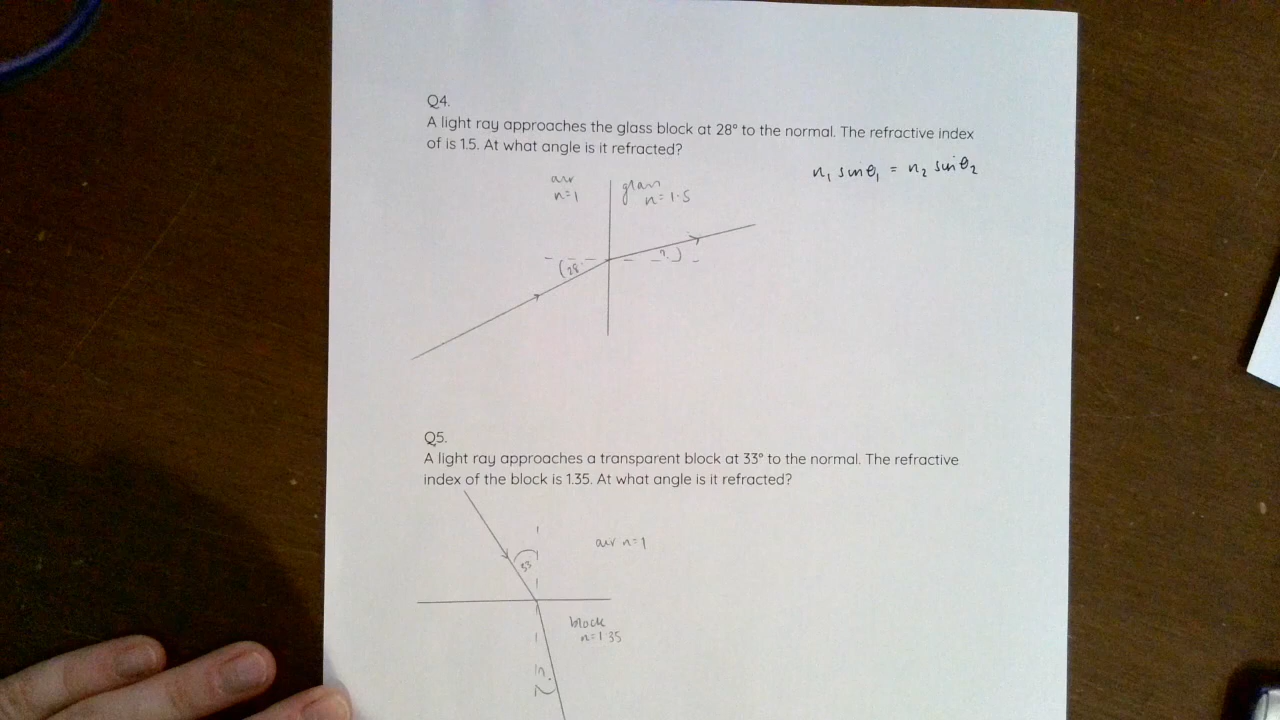 Q4.
A light ray approaches the glass block at 28° to the normal. The refractive index
of is 1.5. At what angle is it refracted?
n₁ sinθ₁ = n₂ sinθ₂
air
n=1
glass
n=1.5
28
?
Q5.
A light ray approaches a transparent block at 33° to the normal. The refractive
index of the block is 1.35. At what angle is it refracted?
air n=1
33
block
n=1.35
?